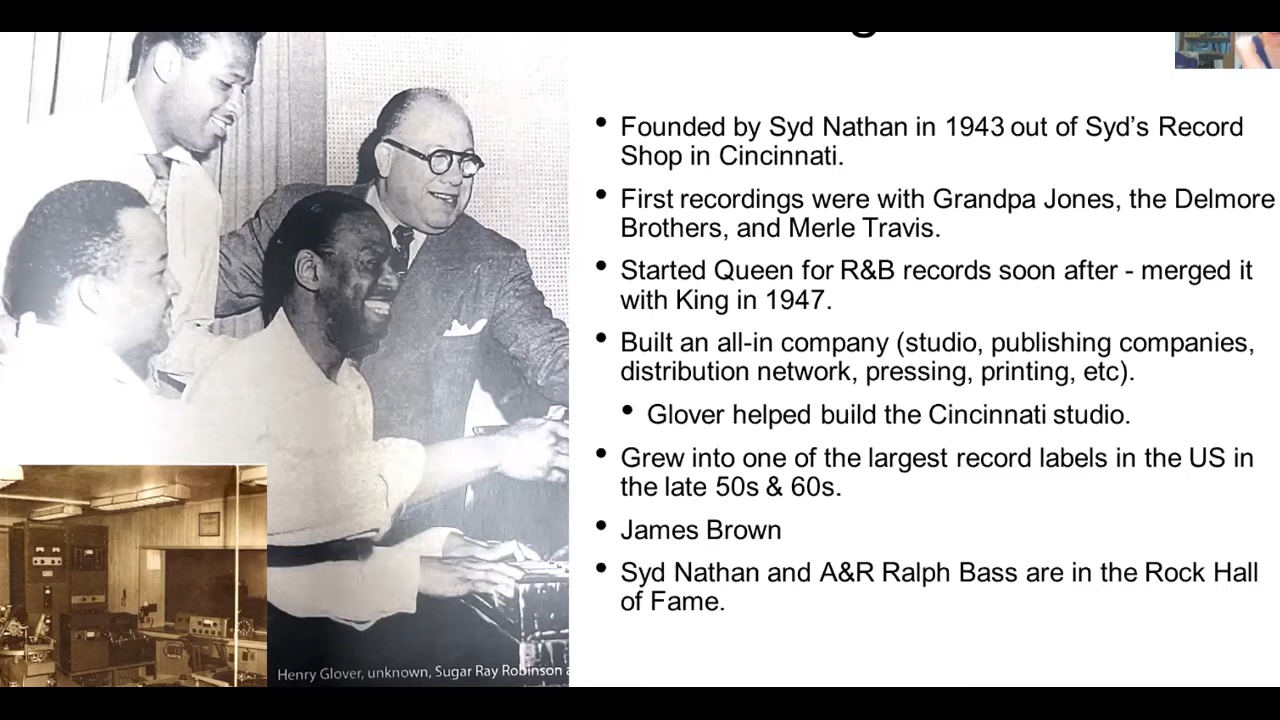 • Founded by Syd Nathan in 1943 out of Syd’s Record
Shop in Cincinnati.
• First recordings were with Grandpa Jones, the Delmore
Brothers, and Merle Travis.
• Started Queen for R&B records soon after - merged it
with King in 1947.
• Built an all-in company (studio, publishing companies,
distribution network, pressing, printing, etc).
• Glover helped build the Cincinnati studio.
• Grew into one of the largest record labels in the US in
the late 50s & 60s.
• James Brown
• Syd Nathan and A&R Ralph Bass are in the Rock Hall
of Fame.
Henry Glover, unknown, Sugar Ray Robinson a